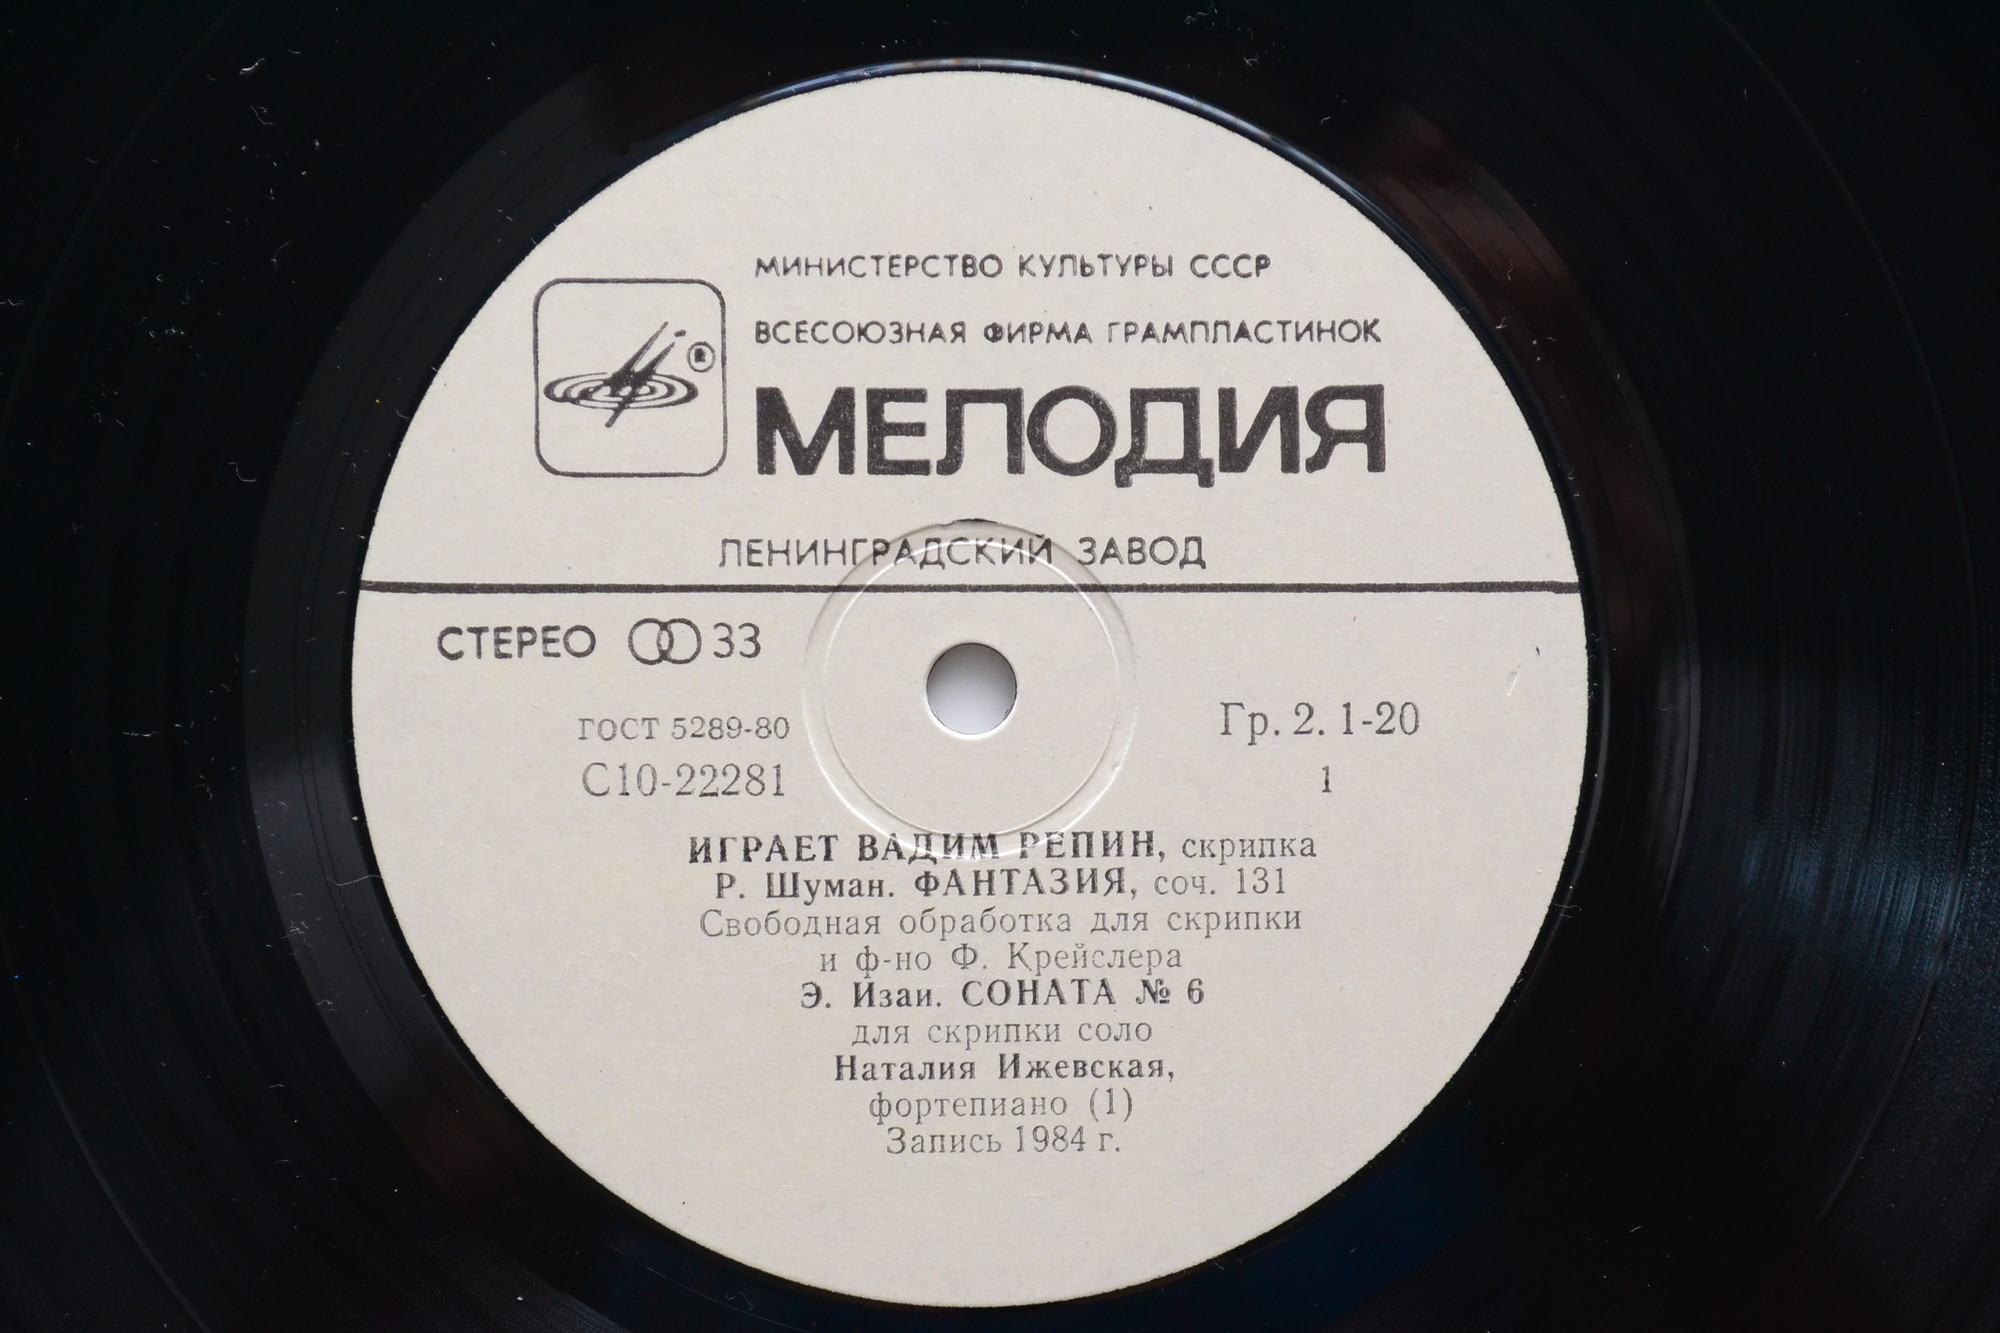 МИНИСТЕРСТВО КУЛЬТУРЫ СССР
ВСЕСОЮЗНАЯ ФИРМА ГРАМПЛАСТИНОК
®
МЕЛОДИЯ
ЛЕНИНГРАДСКИЙ ЗАВОД
СТЕРЕО 33
ГОСТ 5289-80
Гр. 2. 1-20
С10-22281
1
ИГРАЕТ ВАДИМ РЕПИН, скрипка
Р. Шуман. ФАНТАЗИЯ, соч. 131
Свободная обработка для скрипки
и ф-но Ф. Крейслера
Э. Изаи. СОНАТА № 6
для скрипки соло
Наталия Ижевская,
фортепиано (1)
Запись 1984 г.